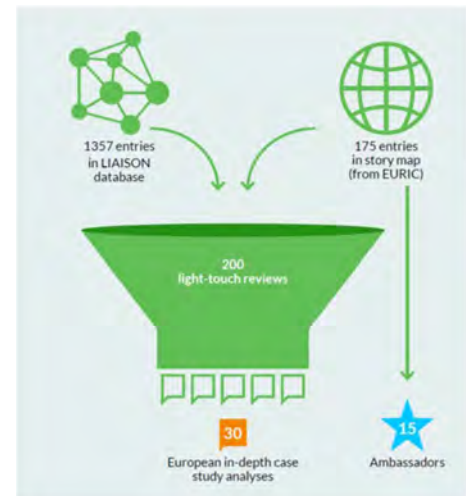 1357 entries
in LIAISON
database
175 entries
in story map
(from EURIC)
200
light-touch reviews
30
European in-depth case
study analyses
15
Ambassadors